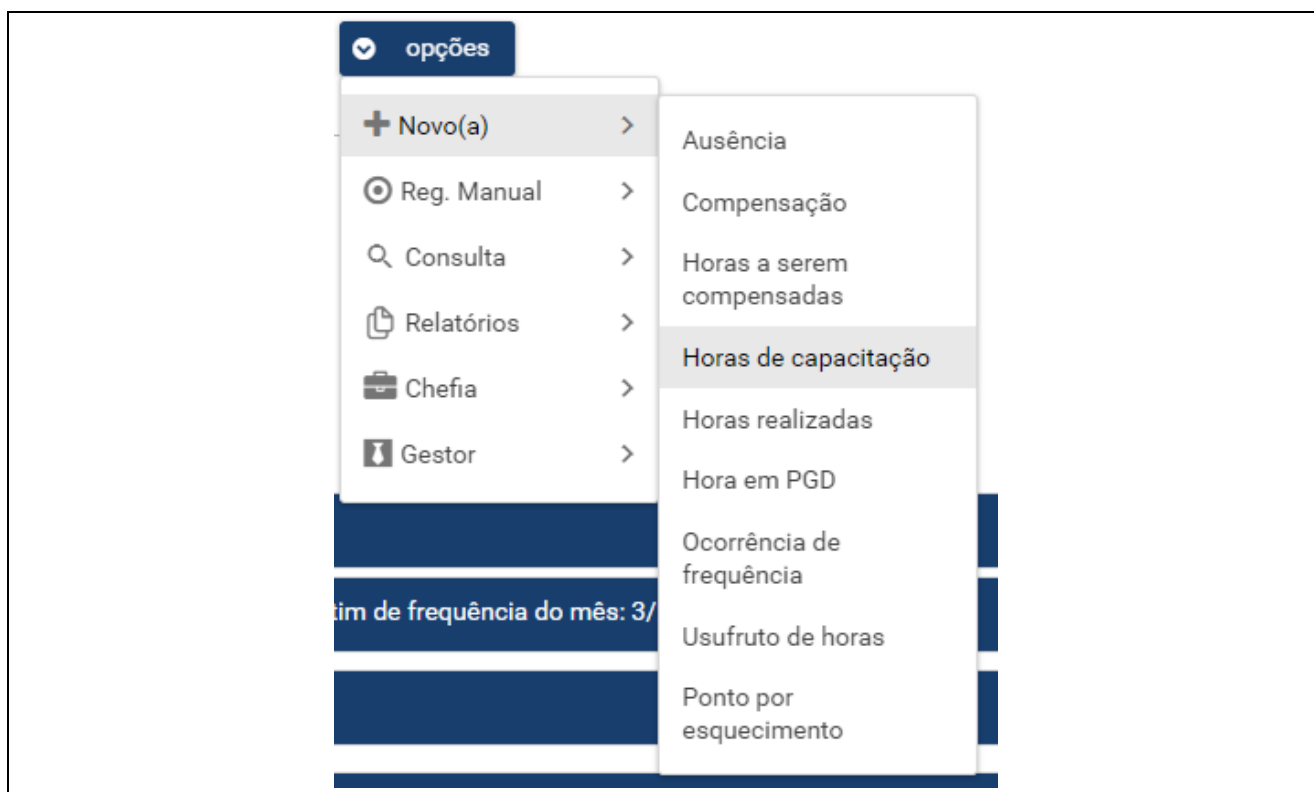 opções
Novo(a)
Reg. Manual
Consulta
Relatórios
Chefia
Gestor
Ausência
Compensação
Horas a serem
compensadas
Horas de capacitação
Horas realizadas
Hora em PGD
Ocorrência de
frequência
Usufruto de horas
Ponto por
esquecimento
tim de frequência do mês: 3/